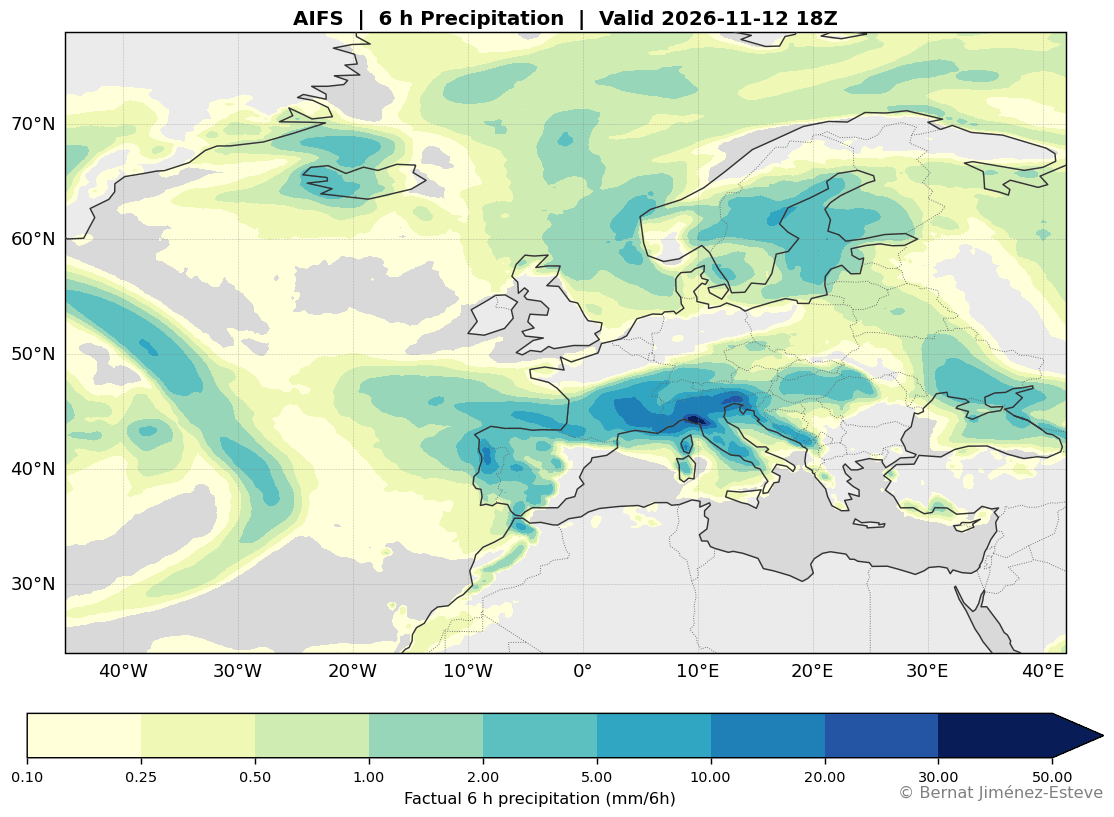 AIFS | 6 h Precipitation | Valid 2026-11-12 18Z
70°N
60°N
50°N
40°N
30°N
40°W 30°W 20°W 10°W 0° 10°E 20°E 30°E 40°E
0.10 0.25 0.50 1.00 2.00 5.00 10.00 20.00 30.00 50.00
Factual 6 h precipitation (mm/6h)
© Bernat Jiménez-Esteve